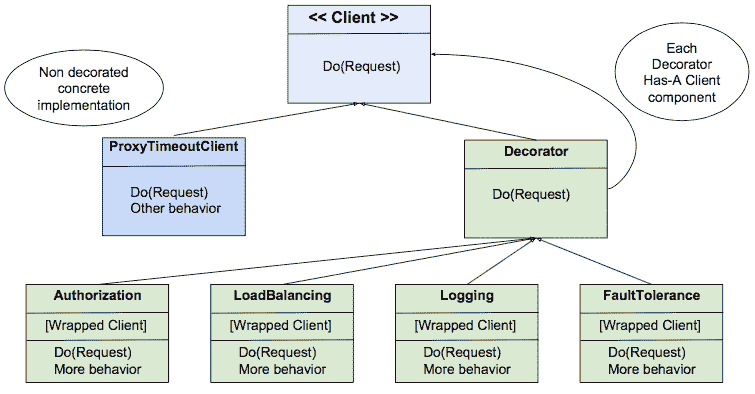 << Client >>
Do(Request)
Non decorated
concrete
implementation
Each
Decorator
Has-A Client
component
ProxyTimeoutClient
Do(Request)
Other behavior
Decorator
Do(Request)
Authorization
[Wrapped Client]
Do(Request)
More behavior
LoadBalancing
[Wrapped Client]
Do(Request)
More behavior
Logging
[Wrapped Client]
Do(Request)
More behavior
FaultTolerance
[Wrapped Client]
Do(Request)
More behavior